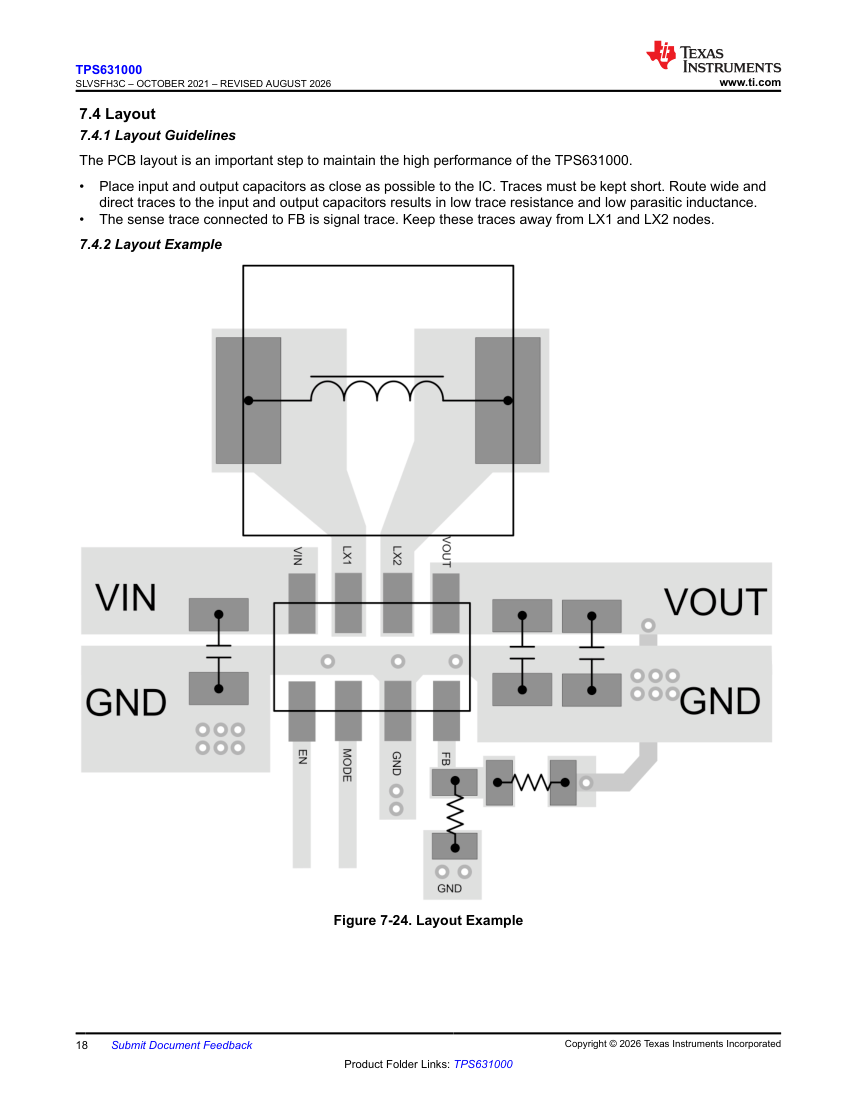 TEXAS
INSTRUMENTS
TPS631000
SLVSFH3C – OCTOBER 2021 – REVISED AUGUST 2026
www.ti.com
7.4 Layout
7.4.1 Layout Guidelines
The PCB layout is an important step to maintain the high performance of the TPS631000.
• Place input and output capacitors as close as possible to the IC. Traces must be kept short. Route wide and
direct traces to the input and output capacitors results in low trace resistance and low parasitic inductance.
• The sense trace connected to FB is signal trace. Keep these traces away from LX1 and LX2 nodes.
7.4.2 Layout Example
VIN
LX1
LX2
VOUT
VIN
VOUT
GND
GND
EN
MODE
GND
FB
GND
Figure 7-24. Layout Example
18 Submit Document Feedback
Copyright © 2026 Texas Instruments Incorporated
Product Folder Links: TPS631000